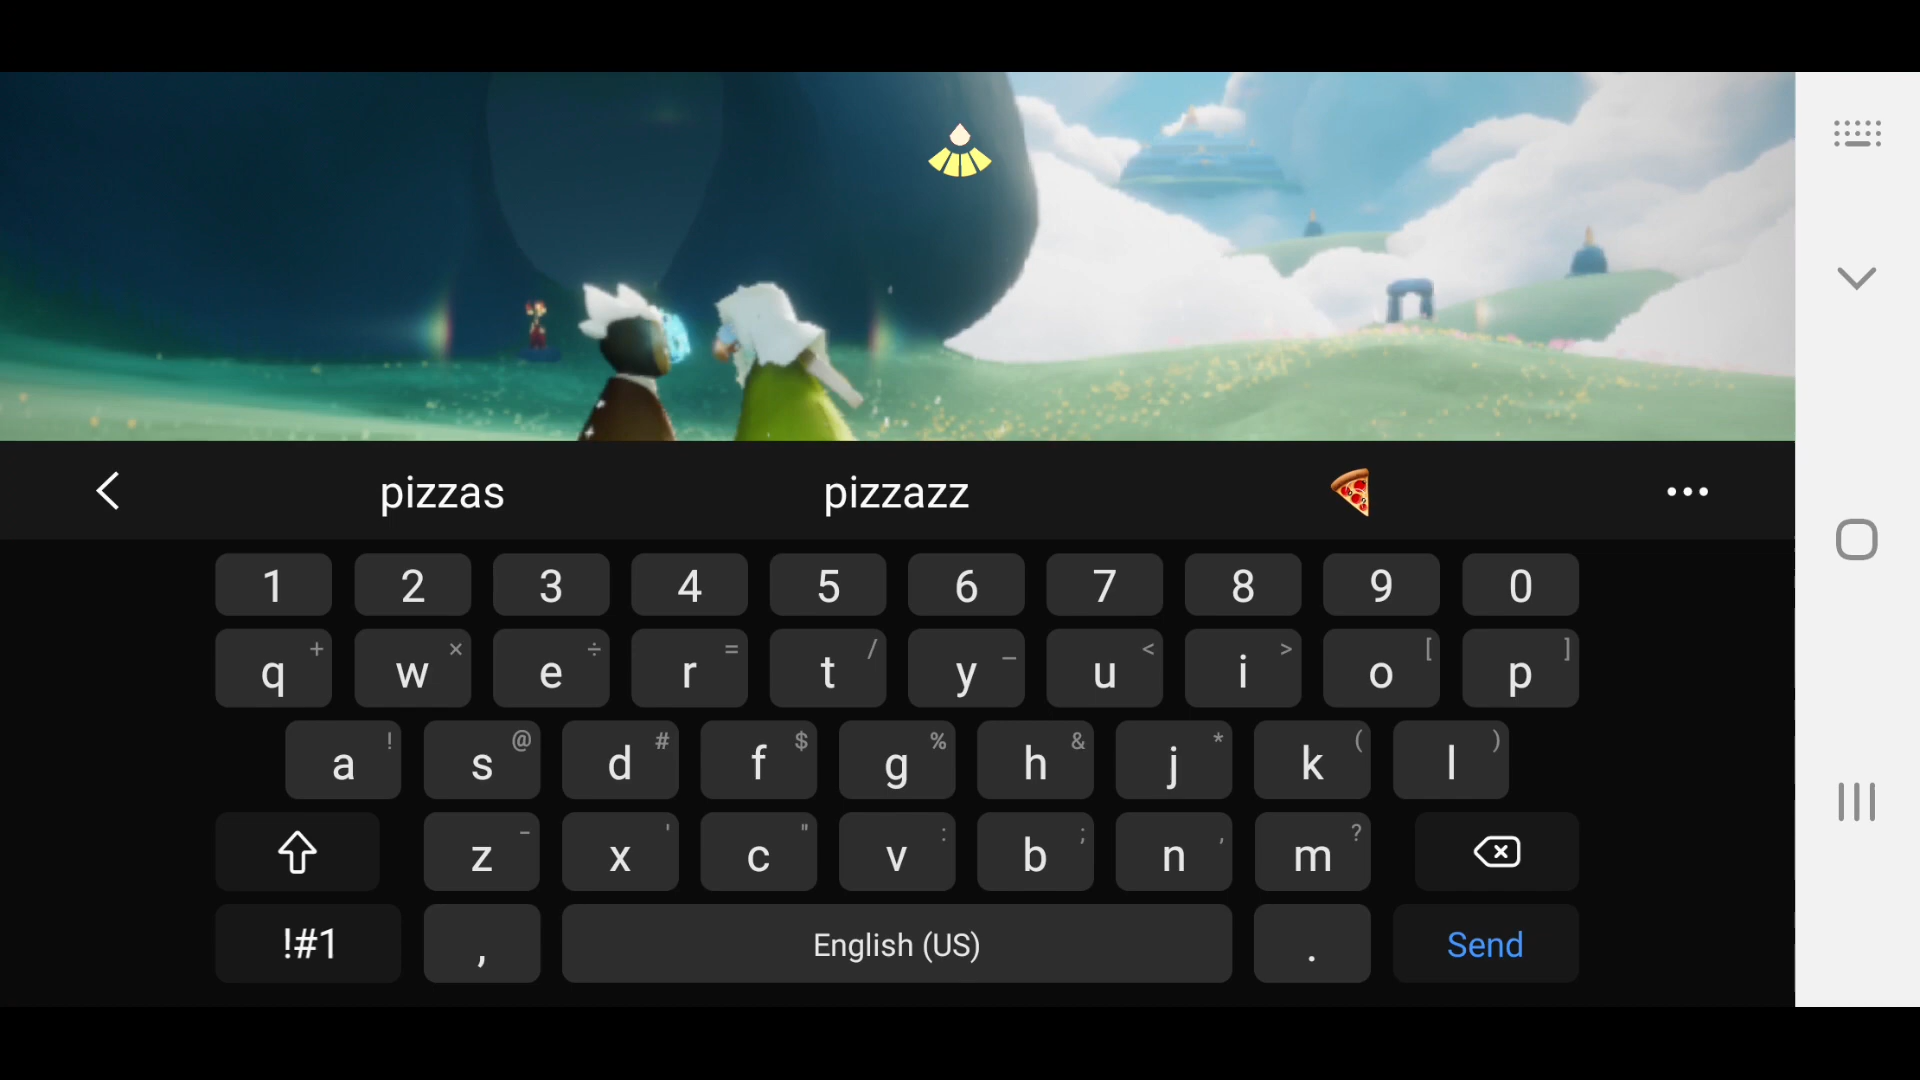 pizzas pizzazz
1 2 3 4 5 6 7 8 9 0
q + w × e ÷ r = t / y _ u < i > o [ p ]
a ! s @ d # f $ g % h & j * k ( l )
z - x ' c " v : b ; n , m ?
!#1 , English (US) . Send